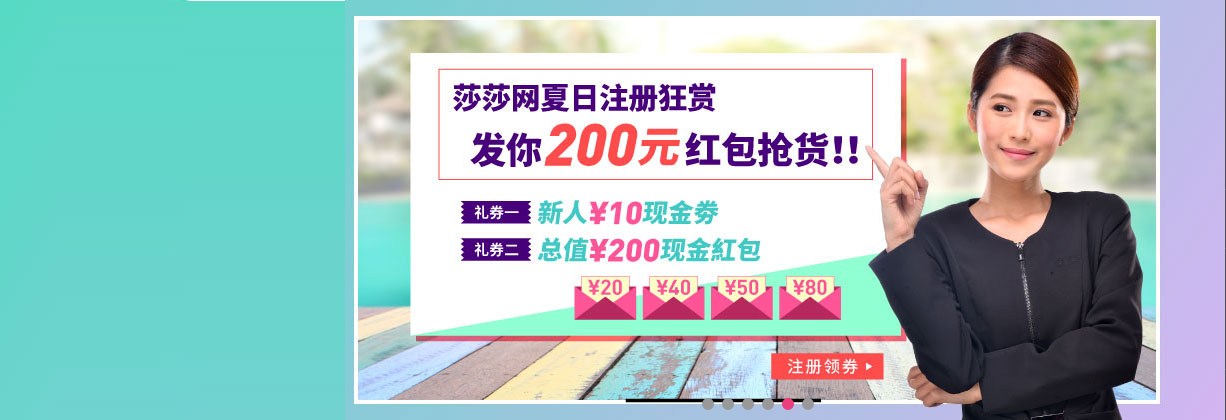 莎莎网夏日注册狂赏
发你200元红包抢货!!
礼券一 新人¥10现金券
礼券二 总值¥200现金紅包
¥20 ¥40 ¥50 ¥80
注册领券